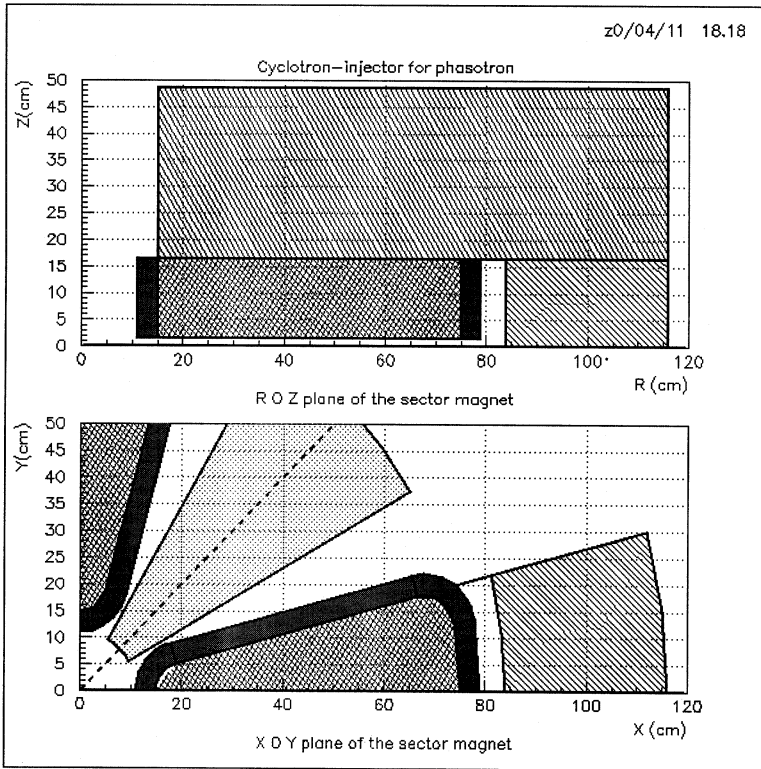 z0/04/11 18.18
Cyclotron-injector for phasotron
Z(cm)
50
45
40
35
30
25
20
15
10
5
0
0 20 40 60 80 100 120
R (cm)
R O Z plane of the sector magnet
Y(cm)
50
45
40
35
30
25
20
15
10
5
0
0 20 40 60 80 100 120
X (cm)
X O Y plane of the sector magnet